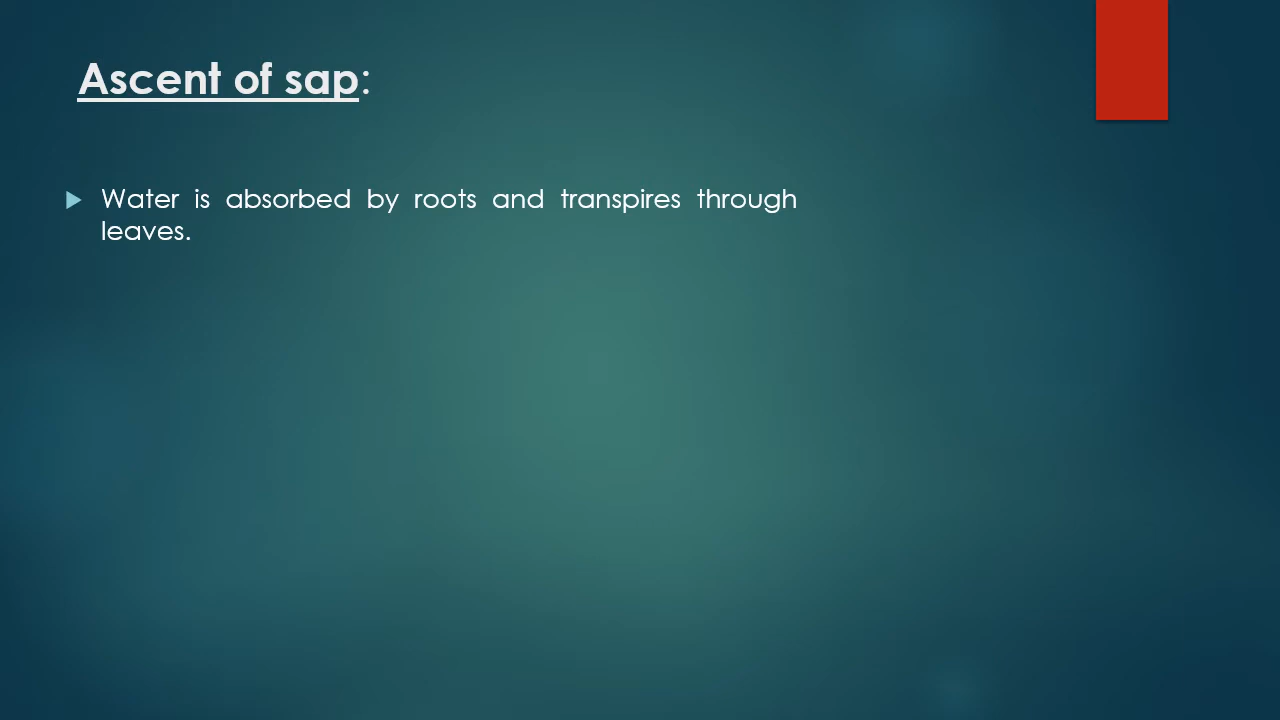 Ascent of sap:
Water is absorbed by roots and transpires through
leaves.